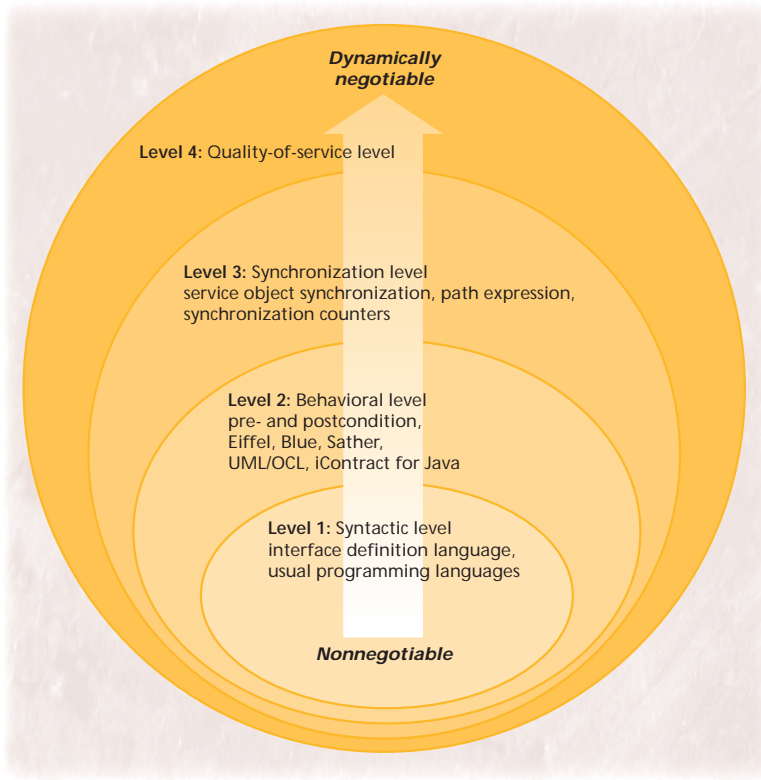 Dynamically
negotiable
Level 4: Quality-of-service level
Level 3: Synchronization level
service object synchronization, path expression,
synchronization counters
Level 2: Behavioral level
pre- and postcondition,
Eiffel, Blue, Sather,
UML/OCL, iContract for Java
Level 1: Syntactic level
interface definition language,
usual programming languages
Nonnegotiable